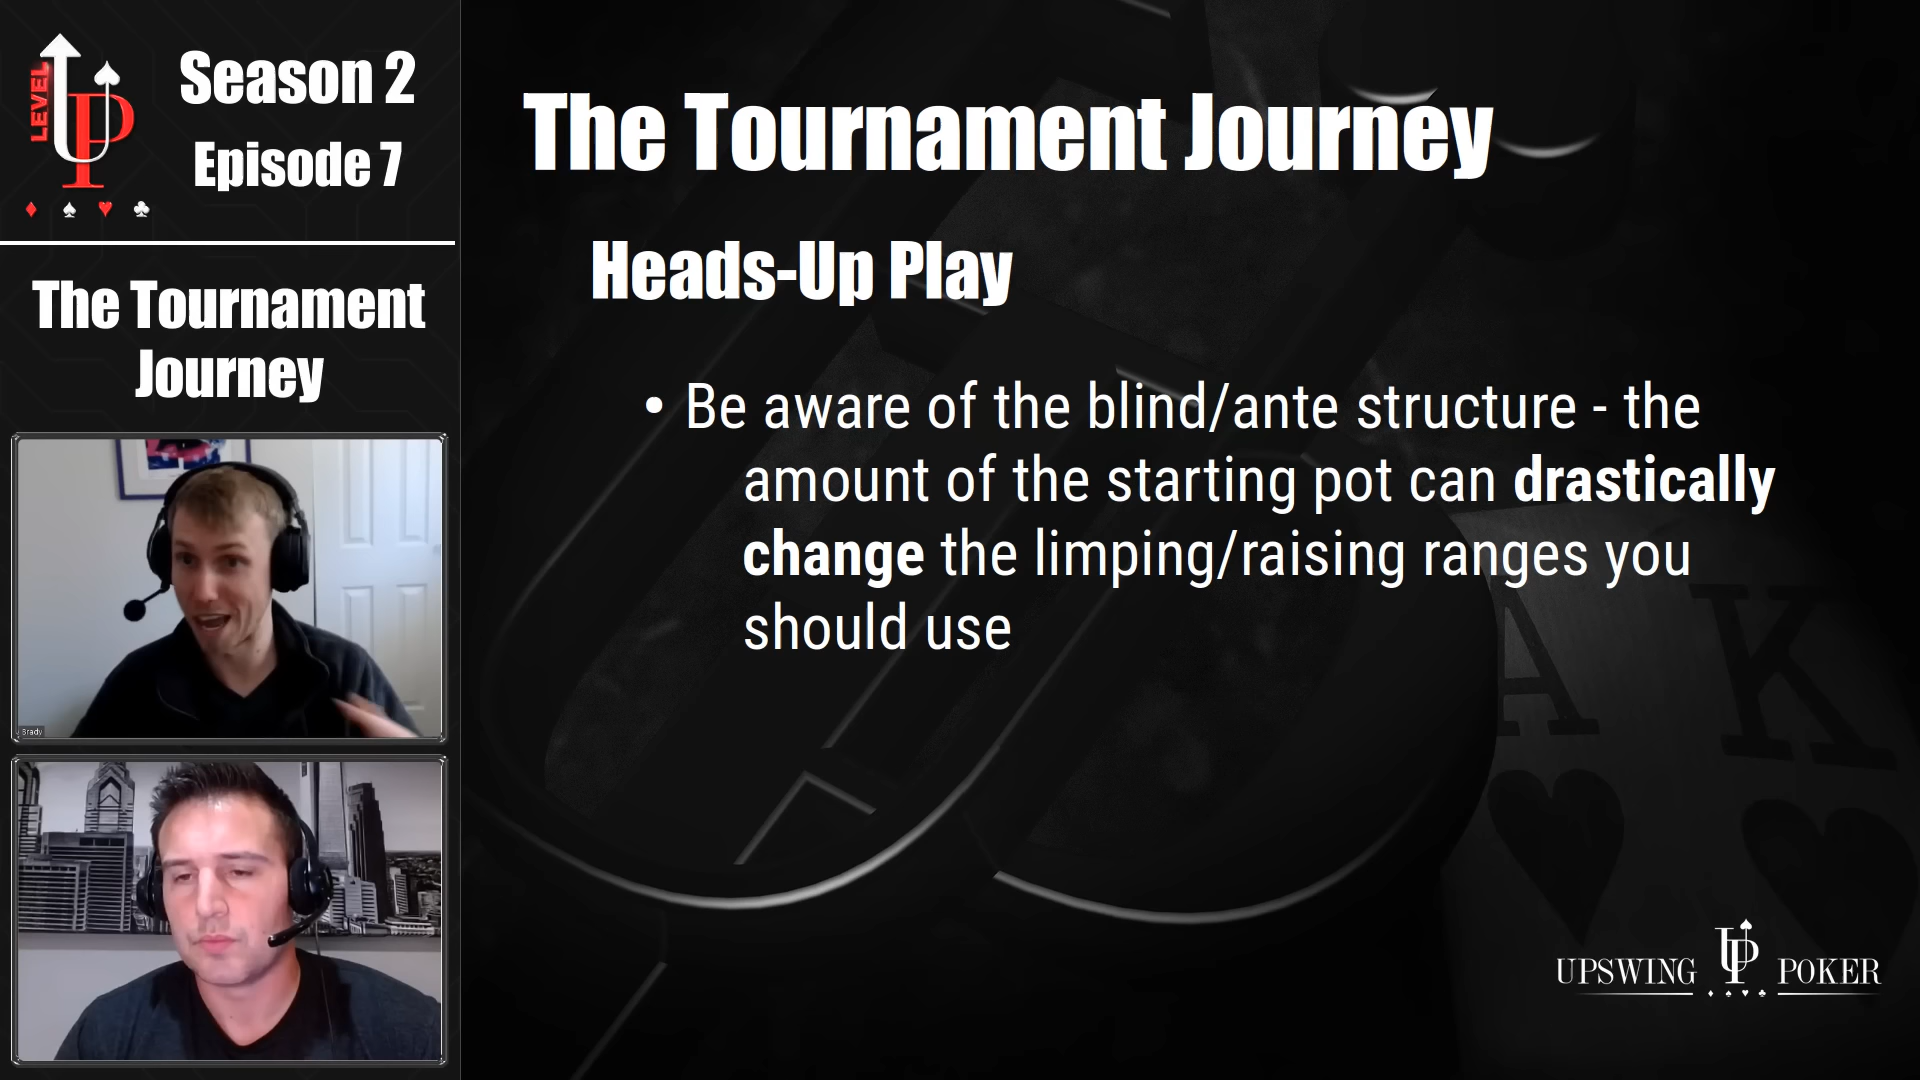 LEVEL
UP
Season 2
Episode 7
The Tournament
Journey
Brady
The Tournament Journey
Heads-Up Play
• Be aware of the blind/ante structure - the
amount of the starting pot can drastically
change the limping/raising ranges you
should use
A K
UPSWING UP POKER